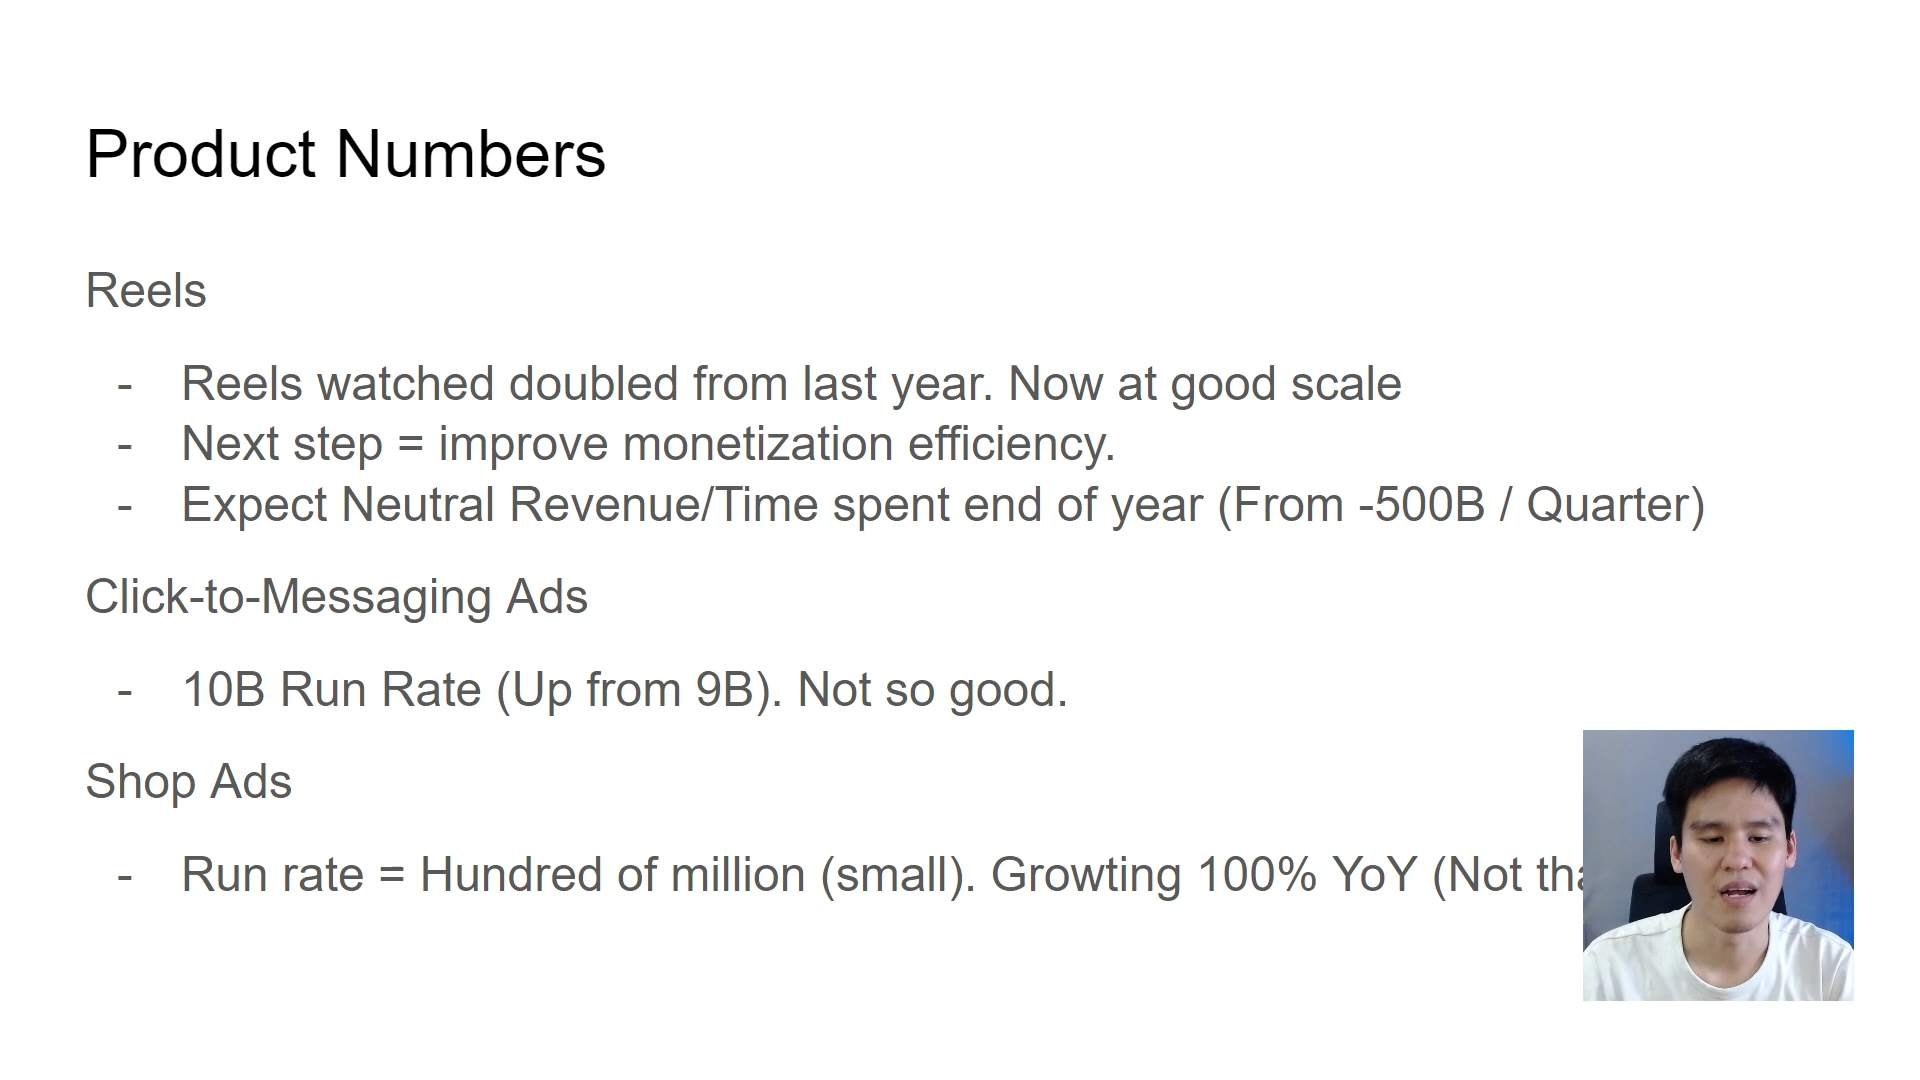 Product Numbers
Reels
- Reels watched doubled from last year. Now at good scale
- Next step = improve monetization efficiency.
- Expect Neutral Revenue/Time spent end of year (From -500B / Quarter)
Click-to-Messaging Ads
- 10B Run Rate (Up from 9B). Not so good.
Shop Ads
- Run rate = Hundred of million (small). Growting 100% YoY (Not